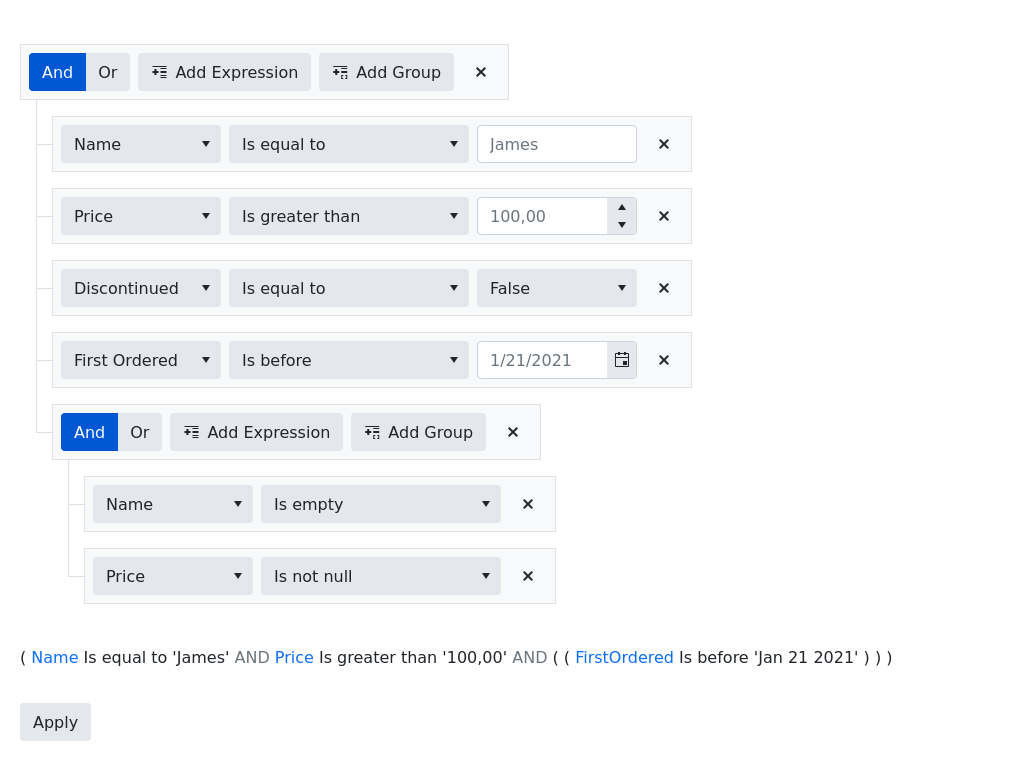 And Or Add Expression Add Group
Name Is equal to James
Price Is greater than 100,00
Discontinued Is equal to False
First Ordered Is before 1/21/2021
And Or Add Expression Add Group
Name Is empty
Price Is not null
( Name Is equal to 'James' AND Price Is greater than '100,00' AND ( ( FirstOrdered Is before 'Jan 21 2021' ) ) )
Apply